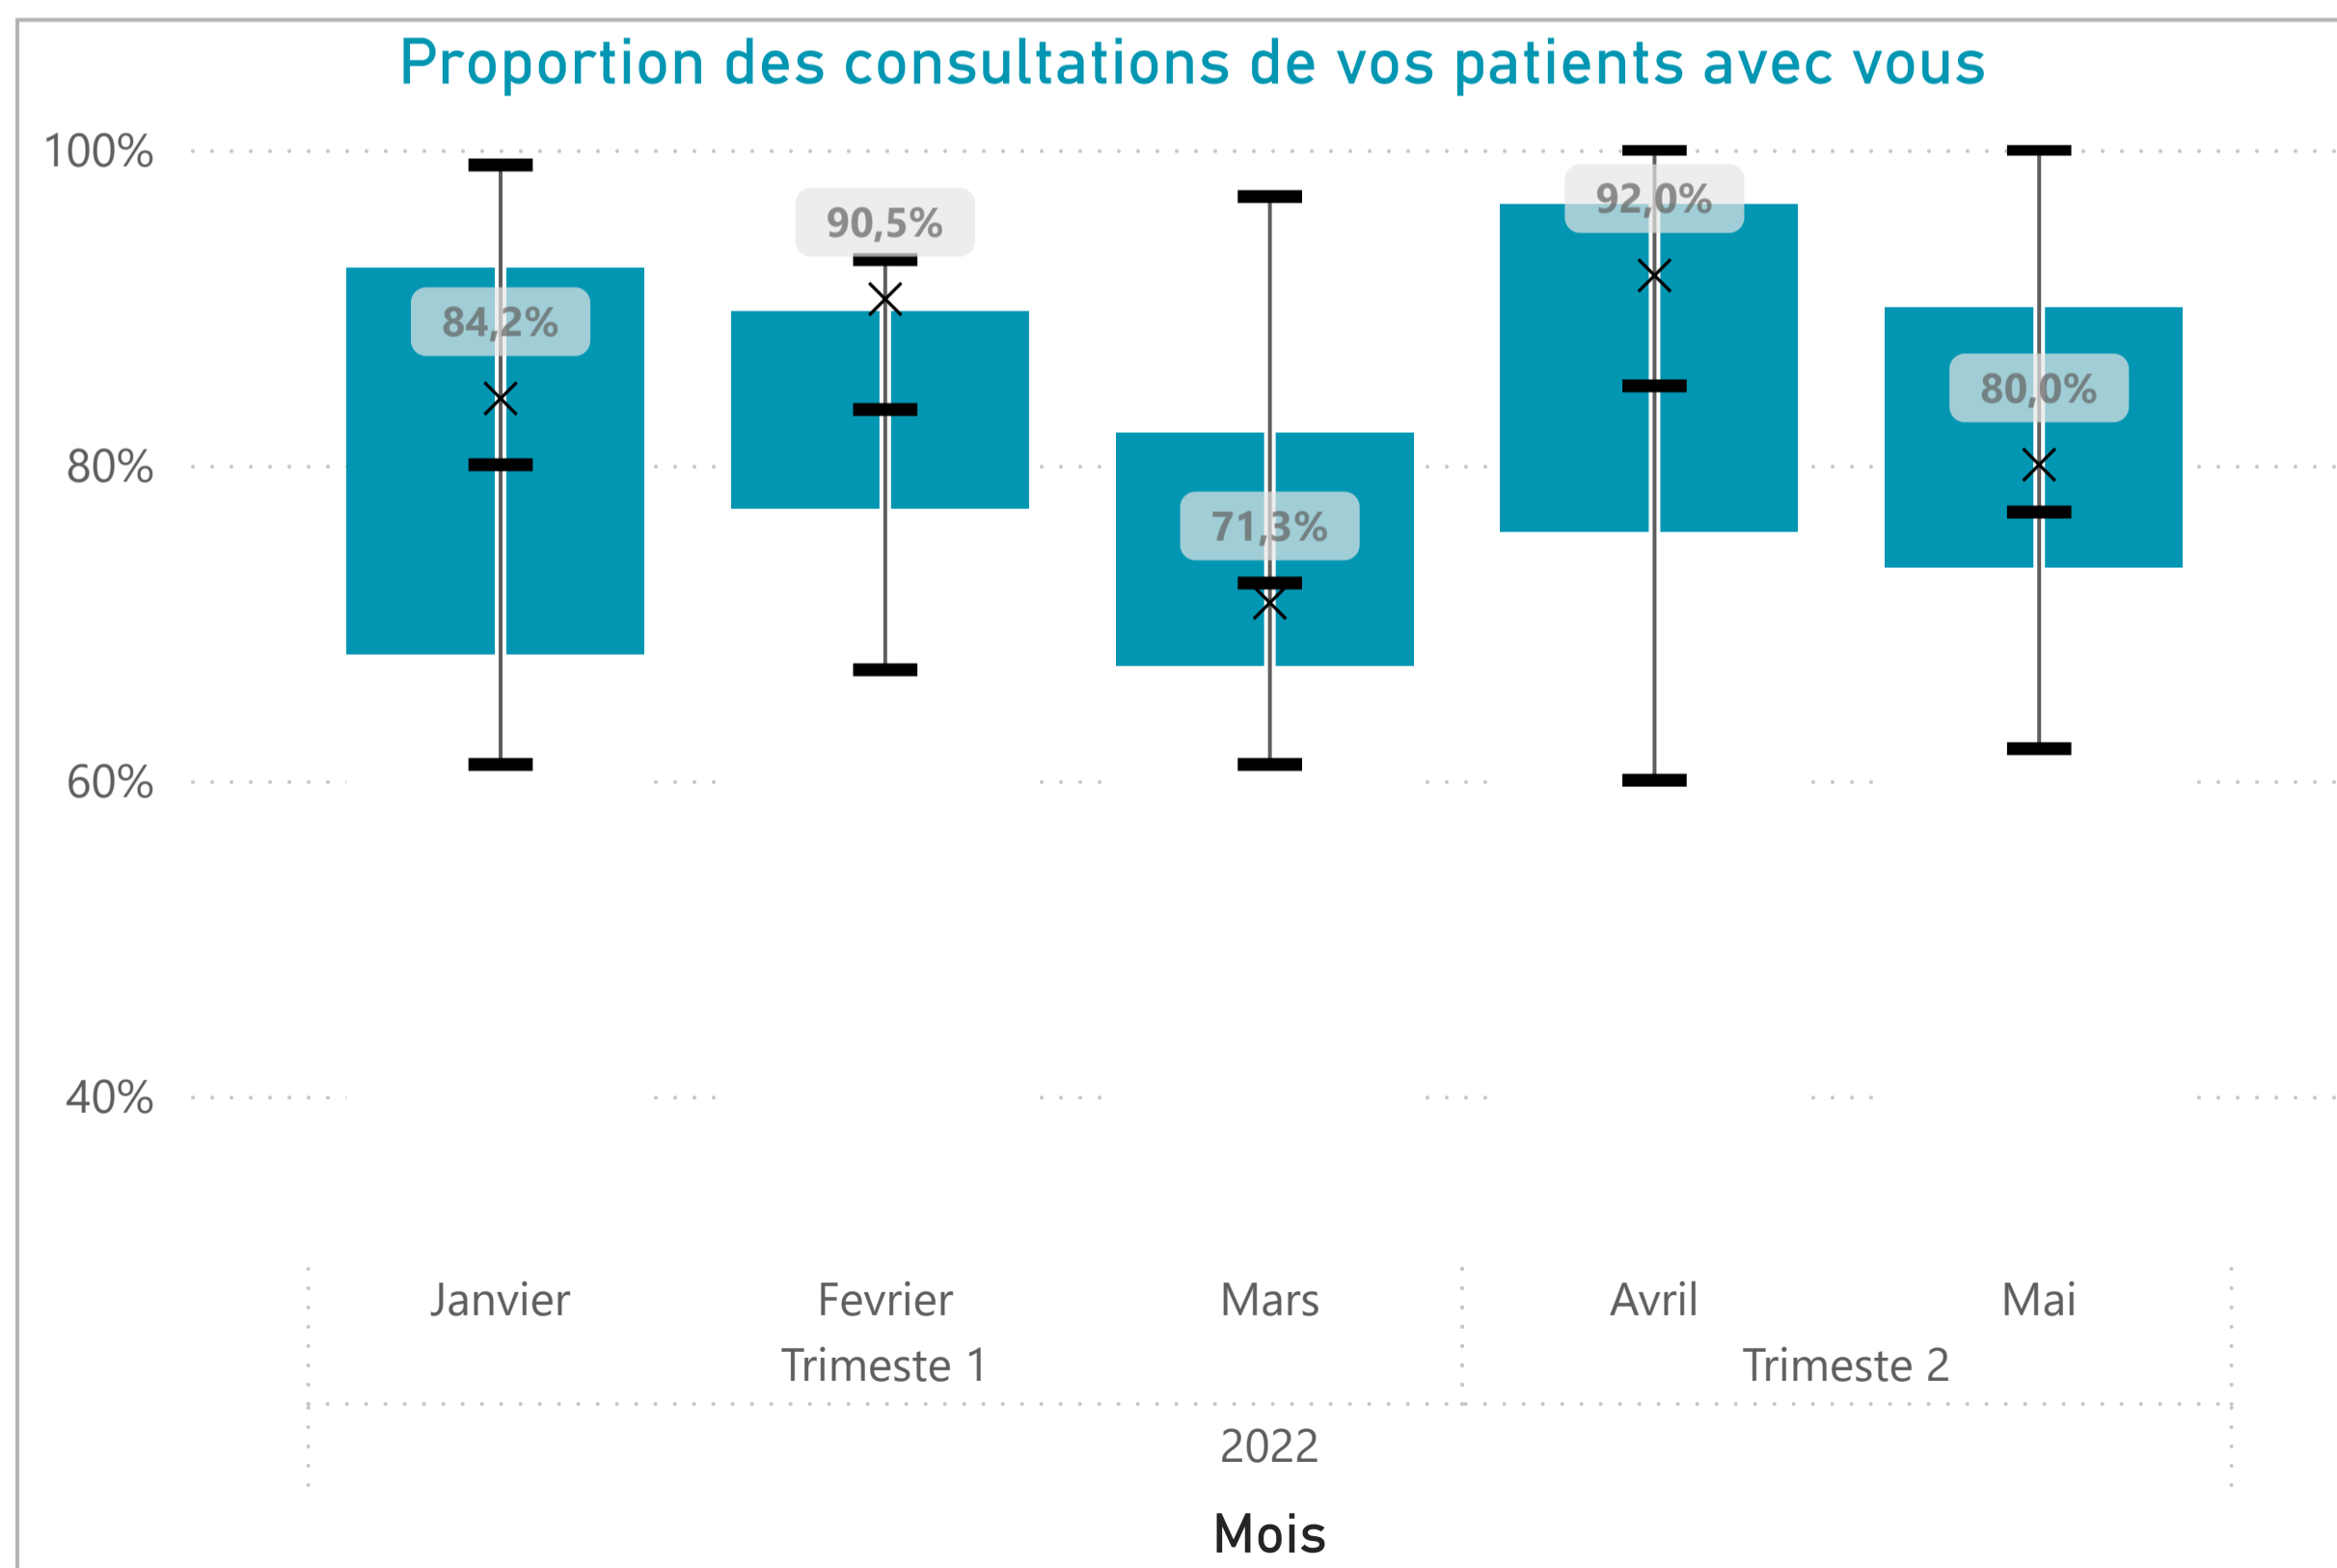 Proportion des consultations de vos patients avec vous
100%
92,0%
90,5%
84,2%
80,0%
80%
71,3%
60%
40%
Janvier Fevrier Mars Avril Mai
Trimeste 1 Trimeste 2
2022
Mois